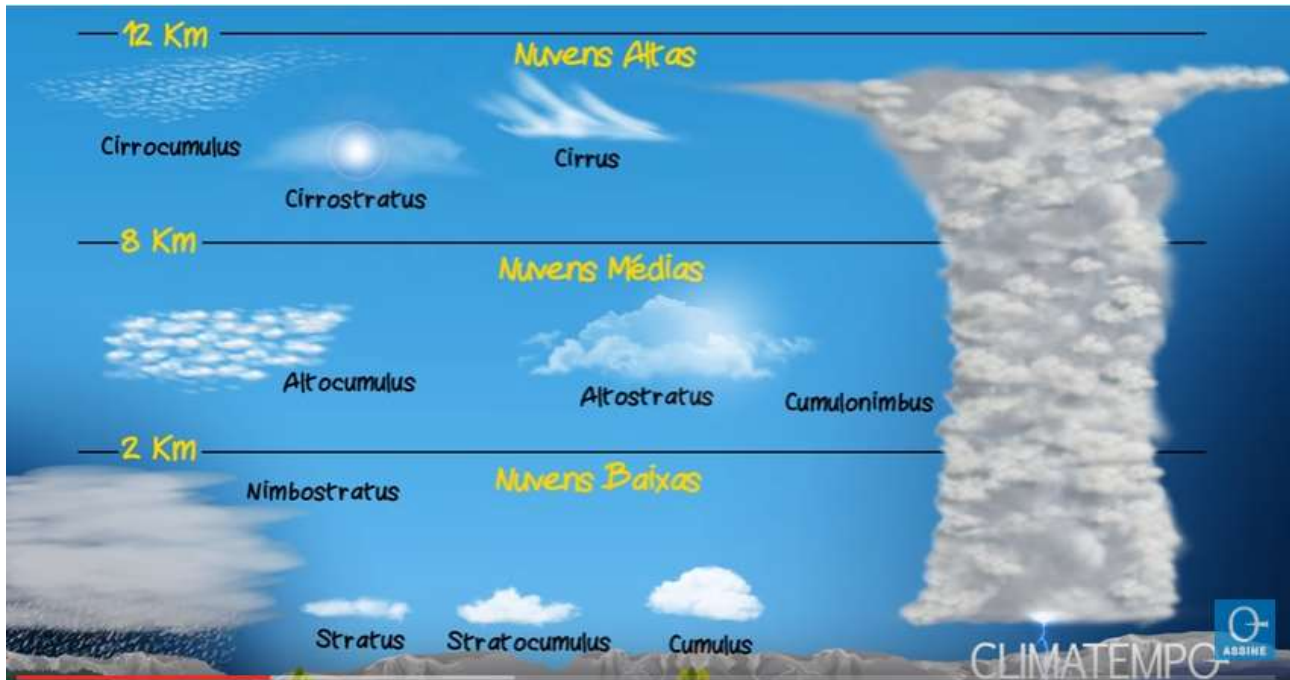 12 Km
Nuvens Altas
Cirrocumulus
Cirrus
Cirrostratus
8 Km
Nuvens Médias
Altocumulus
Altostratus
Cumulonimbus
2 Km
Nuvens Baixas
Nimbostratus
Stratus
Stratocumulus
Cumulus
CLIMATEMPO
ASSINE